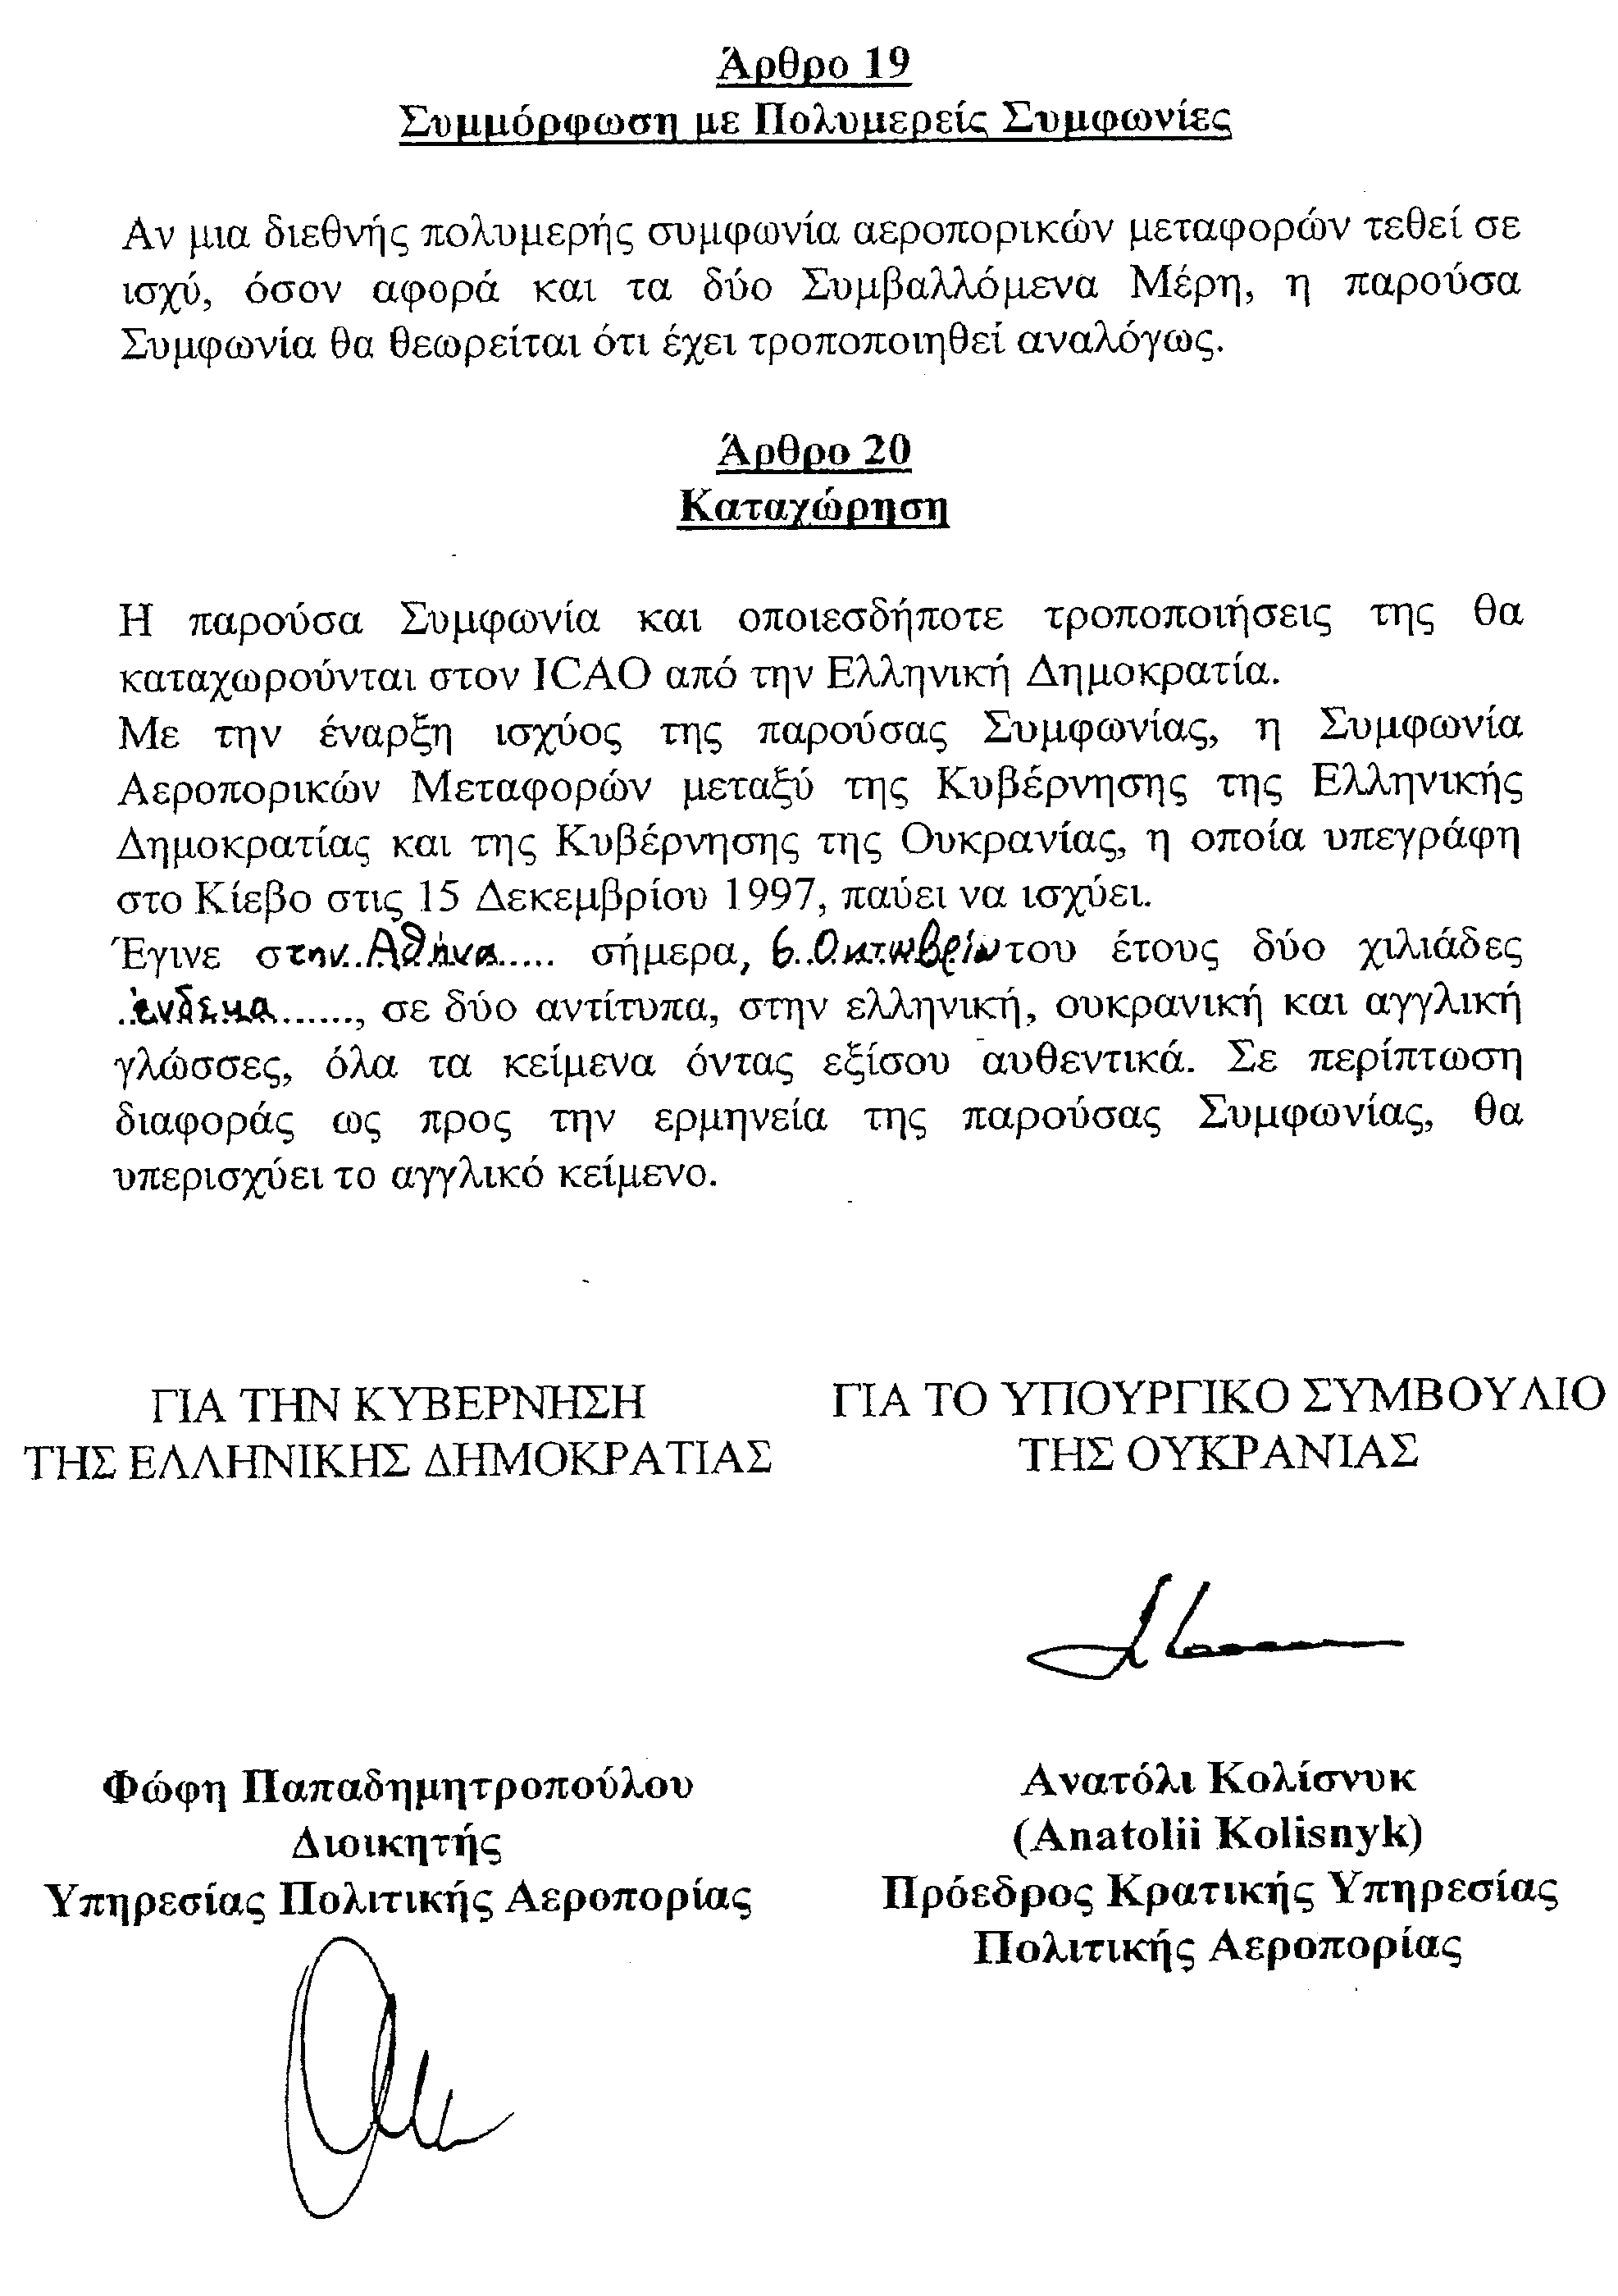 Άρθρο 19
Συμμόρφωση με Πολυμερείς Συμφωνίες
Αν μια διεθνής πολυμερής συμφωνία αεροπορικών μεταφορών τεθεί σε
ισχύ, όσον αφορά και τα δύο Συμβαλλόμενα Μέρη, η παρούσα
Συμφωνία θα θεωρείται ότι έχει τροποποιηθεί αναλόγως.
Άρθρο 20
Καταχώρηση
Η παρούσα Συμφωνία και οποιεσδήποτε τροποποιήσεις της θα
καταχωρούνται στον ICAO από την Ελληνική Δημοκρατία.
Με την έναρξη ισχύος της παρούσας Συμφωνίας, η Συμφωνία
Αεροπορικών Μεταφορών μεταξύ της Κυβέρνησης της Ελληνικής
Δημοκρατίας και της Κυβέρνησης της Ουκρανίας, η οποία υπεγράφη
στο Κίεβο στις 15 Δεκεμβρίου 1997, παύει να ισχύει.
Έγινε στην..Αθήνα..... σήμερα, 6..Οκτωβρίου του έτους δύο χιλιάδες
..ένδεκα......., σε δύο αντίτυπα, στην ελληνική, ουκρανική και αγγλική
γλώσσες, όλα τα κείμενα όντας εξίσου αυθεντικά. Σε περίπτωση
διαφοράς ως προς την ερμηνεία της παρούσας Συμφωνίας, θα
υπερισχύει το αγγλικό κείμενο.
ΓΙΑ ΤΗΝ ΚΥΒΕΡΝΗΣΗ
ΤΗΣ ΕΛΛΗΝΙΚΗΣ ΔΗΜΟΚΡΑΤΙΑΣ
ΓΙΑ ΤΟ ΥΠΟΥΡΓΙΚΟ ΣΥΜΒΟΥΛΙΟ
ΤΗΣ ΟΥΚΡΑΝΙΑΣ
Φώφη Παπαδημητροπούλου
Διοικητής
Υπηρεσίας Πολιτικής Αεροπορίας
Ανατόλι Κολίσνυκ
(Anatolii Kolisnyk)
Πρόεδρος Κρατικής Υπηρεσίας
Πολιτικής Αεροπορίας